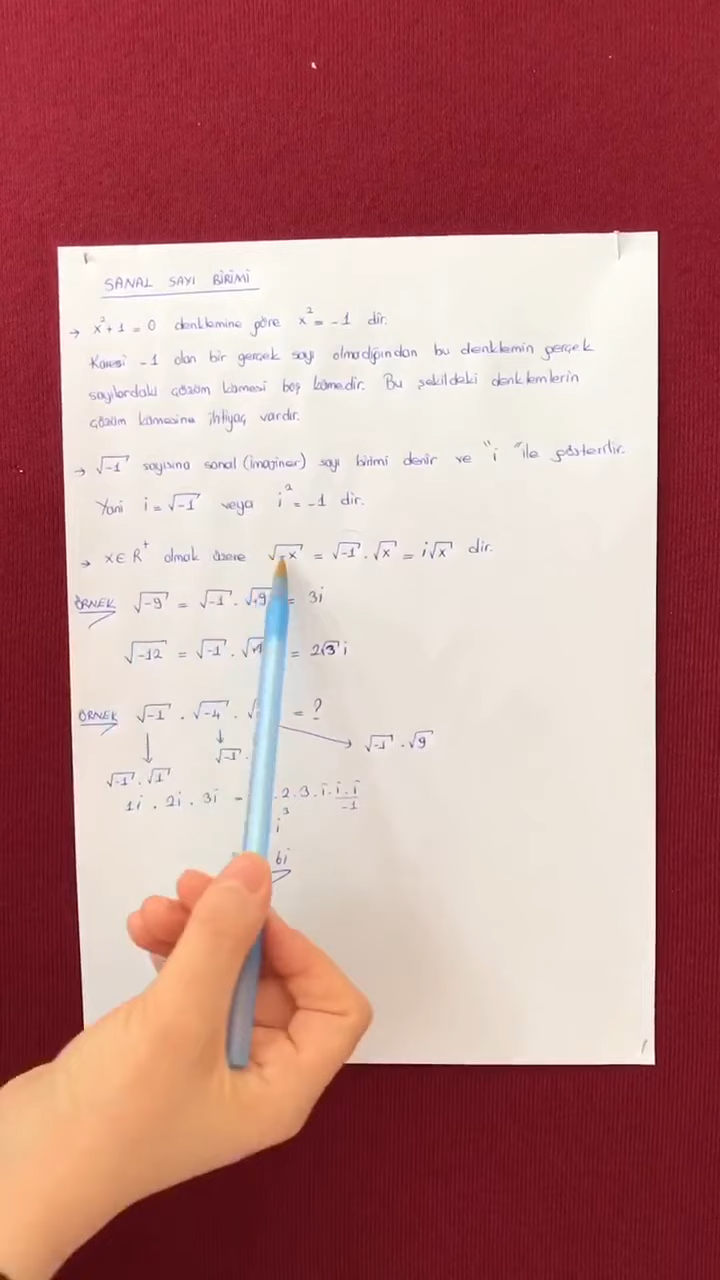 SANAL SAYI BİRİMİ
→ x²+1 = 0 denklemine göre x² = -1 dir.
Karesi -1 olan bir gerçek sayı olmadığından bu denklemin gerçek
sayılardaki çözüm kümesi boş kümedir. Bu şekildeki denklemlerin
çözüm kümesine ihtiyaç vardır.
→ √-1 sayısına sanal (imaginer) sayı birimi denir ve "i" ile gösterilir.
Yani i = √-1 veya i² = -1 dir.
→ x∈R⁺ olmak üzere √-x = √-1 . √x = i√x dir.
ÖRNEK √-9 = √-1 . √+9 = 3i
√-12 = √-1 . = 2√3 i
ÖRNEK √-1 . √-4 . = ?
√-1 . √-1 . √9
√-1 . √1
1i . 2i . 3i = .2.3.i.i.i
-1
i³
6i